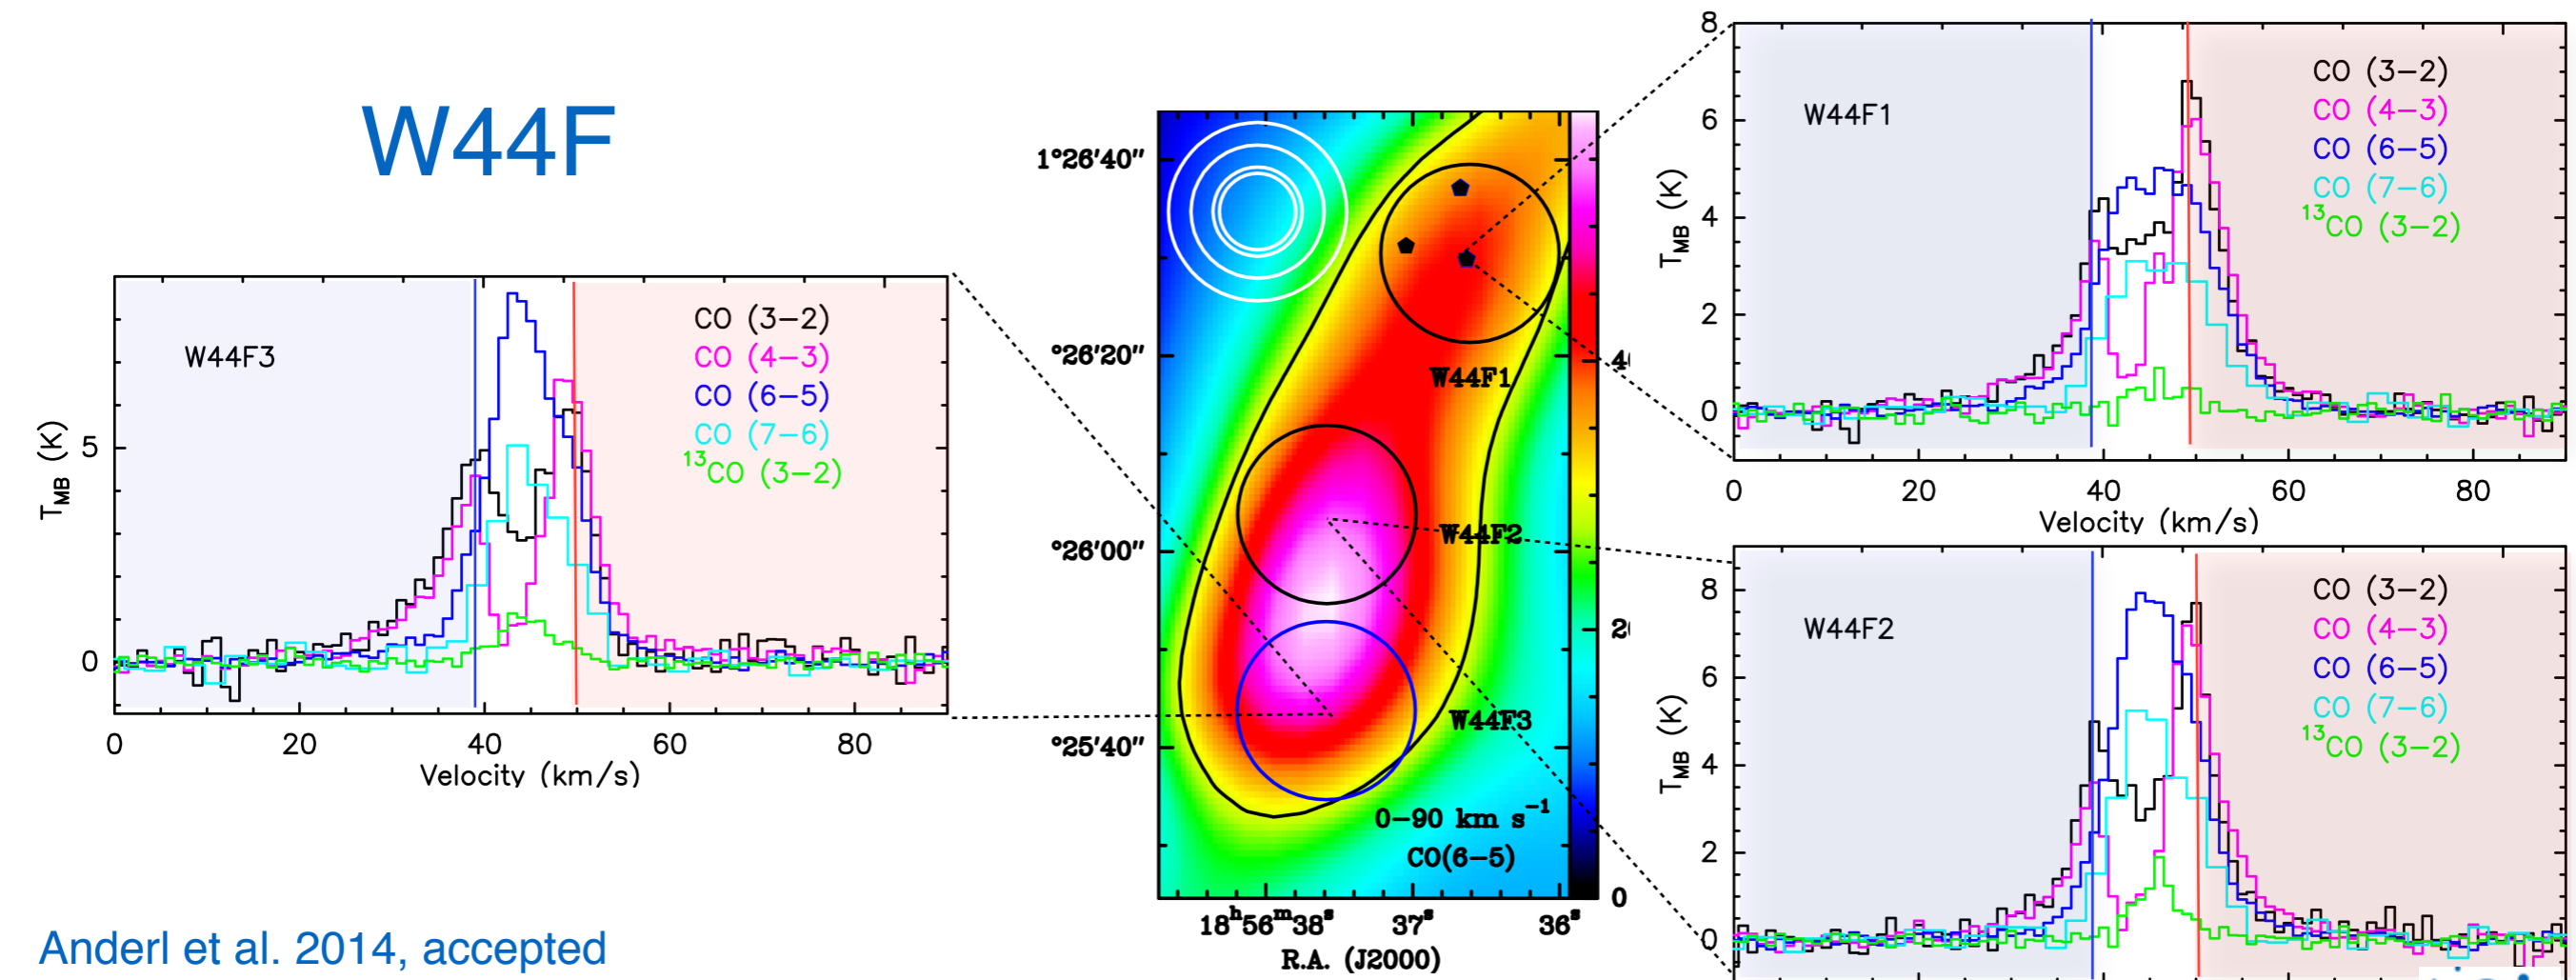 W44F
W44F3
CO (3−2)
CO (4−3)
CO (6−5)
CO (7−6)
¹³CO (3−2)
5
0
T_MB (K)
0 20 40 60 80
Velocity (km/s)
1°26′40″
°26′20″
°26′00″
°25′40″
W44F1
W44F2
W44F3
0−90 km s⁻¹
CO(6−5)
0
18ʰ56ᵐ38ˢ 37ˢ 36ˢ
R.A. (J2000)
W44F1
CO (3−2)
CO (4−3)
CO (6−5)
CO (7−6)
¹³CO (3−2)
8
6
4
2
0
T_MB (K)
0 20 40 60 80
Velocity (km/s)
W44F2
CO (3−2)
CO (4−3)
CO (6−5)
CO (7−6)
¹³CO (3−2)
8
6
4
2
0
T_MB (K)
Anderl et al. 2014, accepted